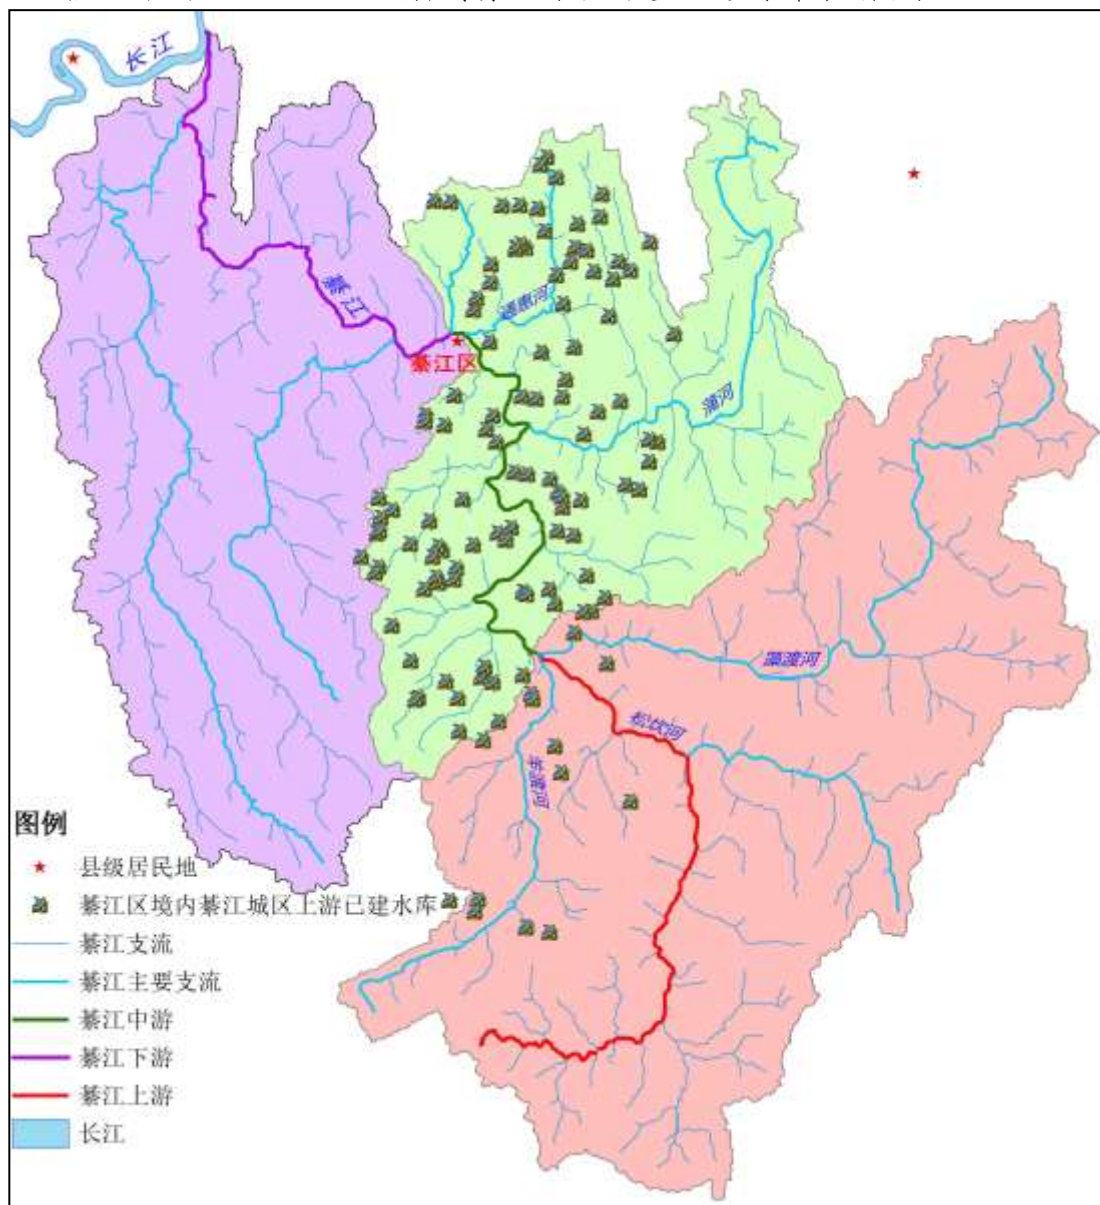 长江
綦江
通惠河
綦江区
蒲河
藻渡河
松坎河
羊渡河
图例
县级居民地
綦江区境内綦江城区上游已建水库
綦江支流
綦江主要支流
綦江中游
綦江下游
綦江上游
长江